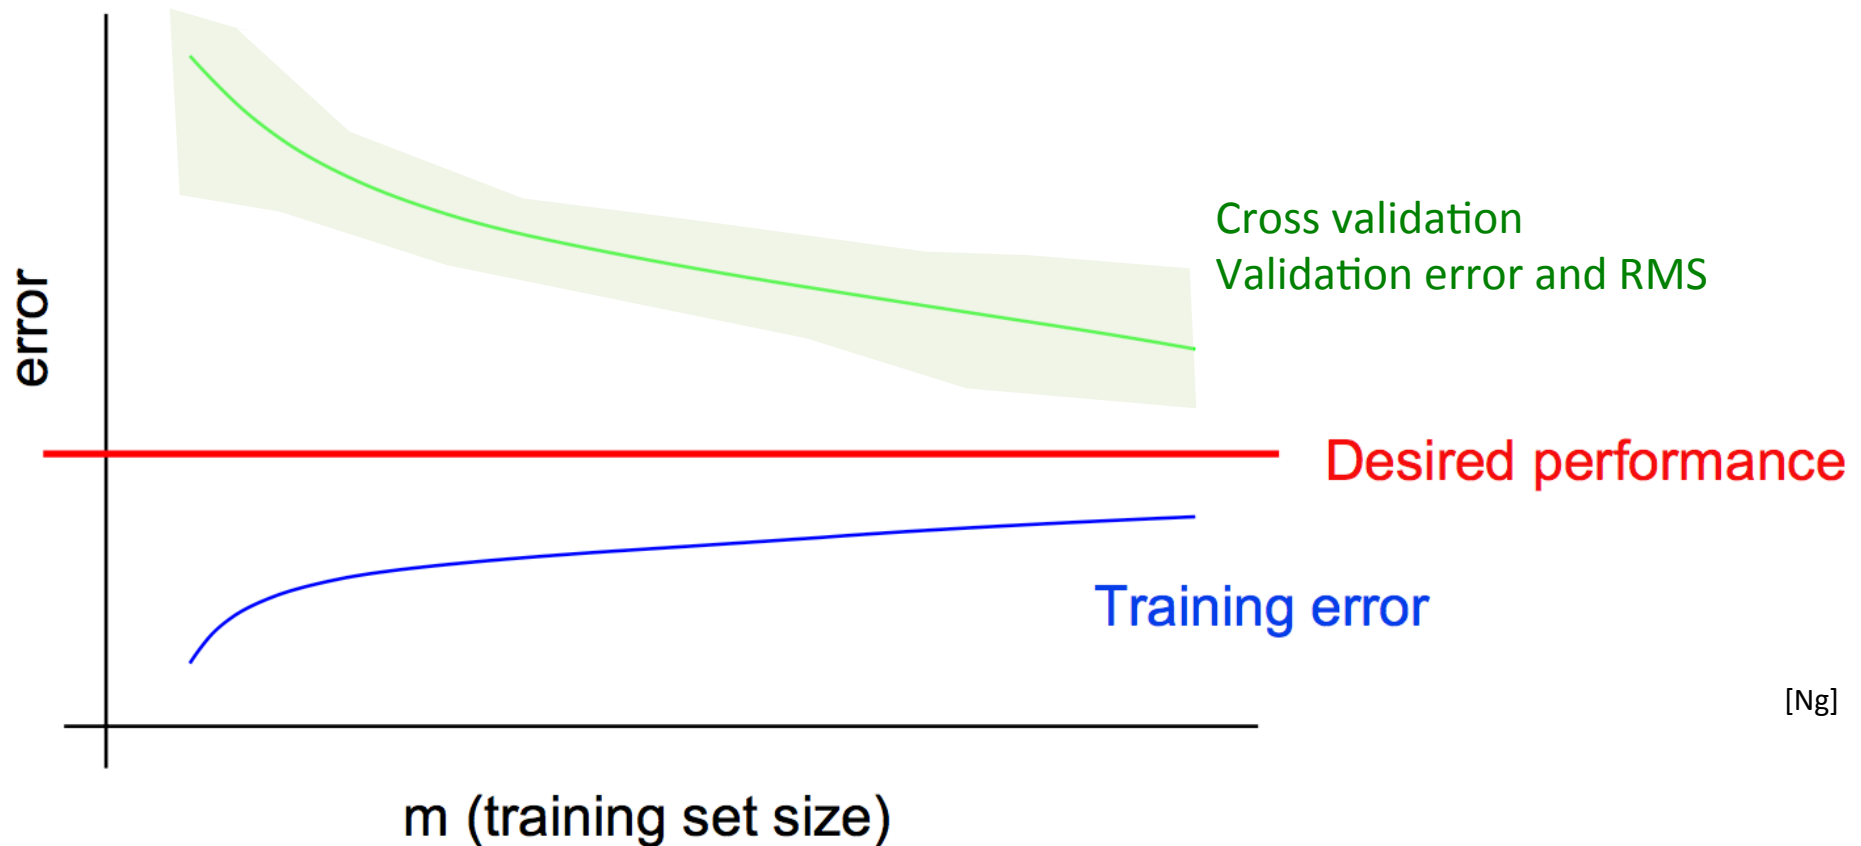 error
Cross validation
Validation error and RMS
Desired performance
Training error
[Ng]
m (training set size)